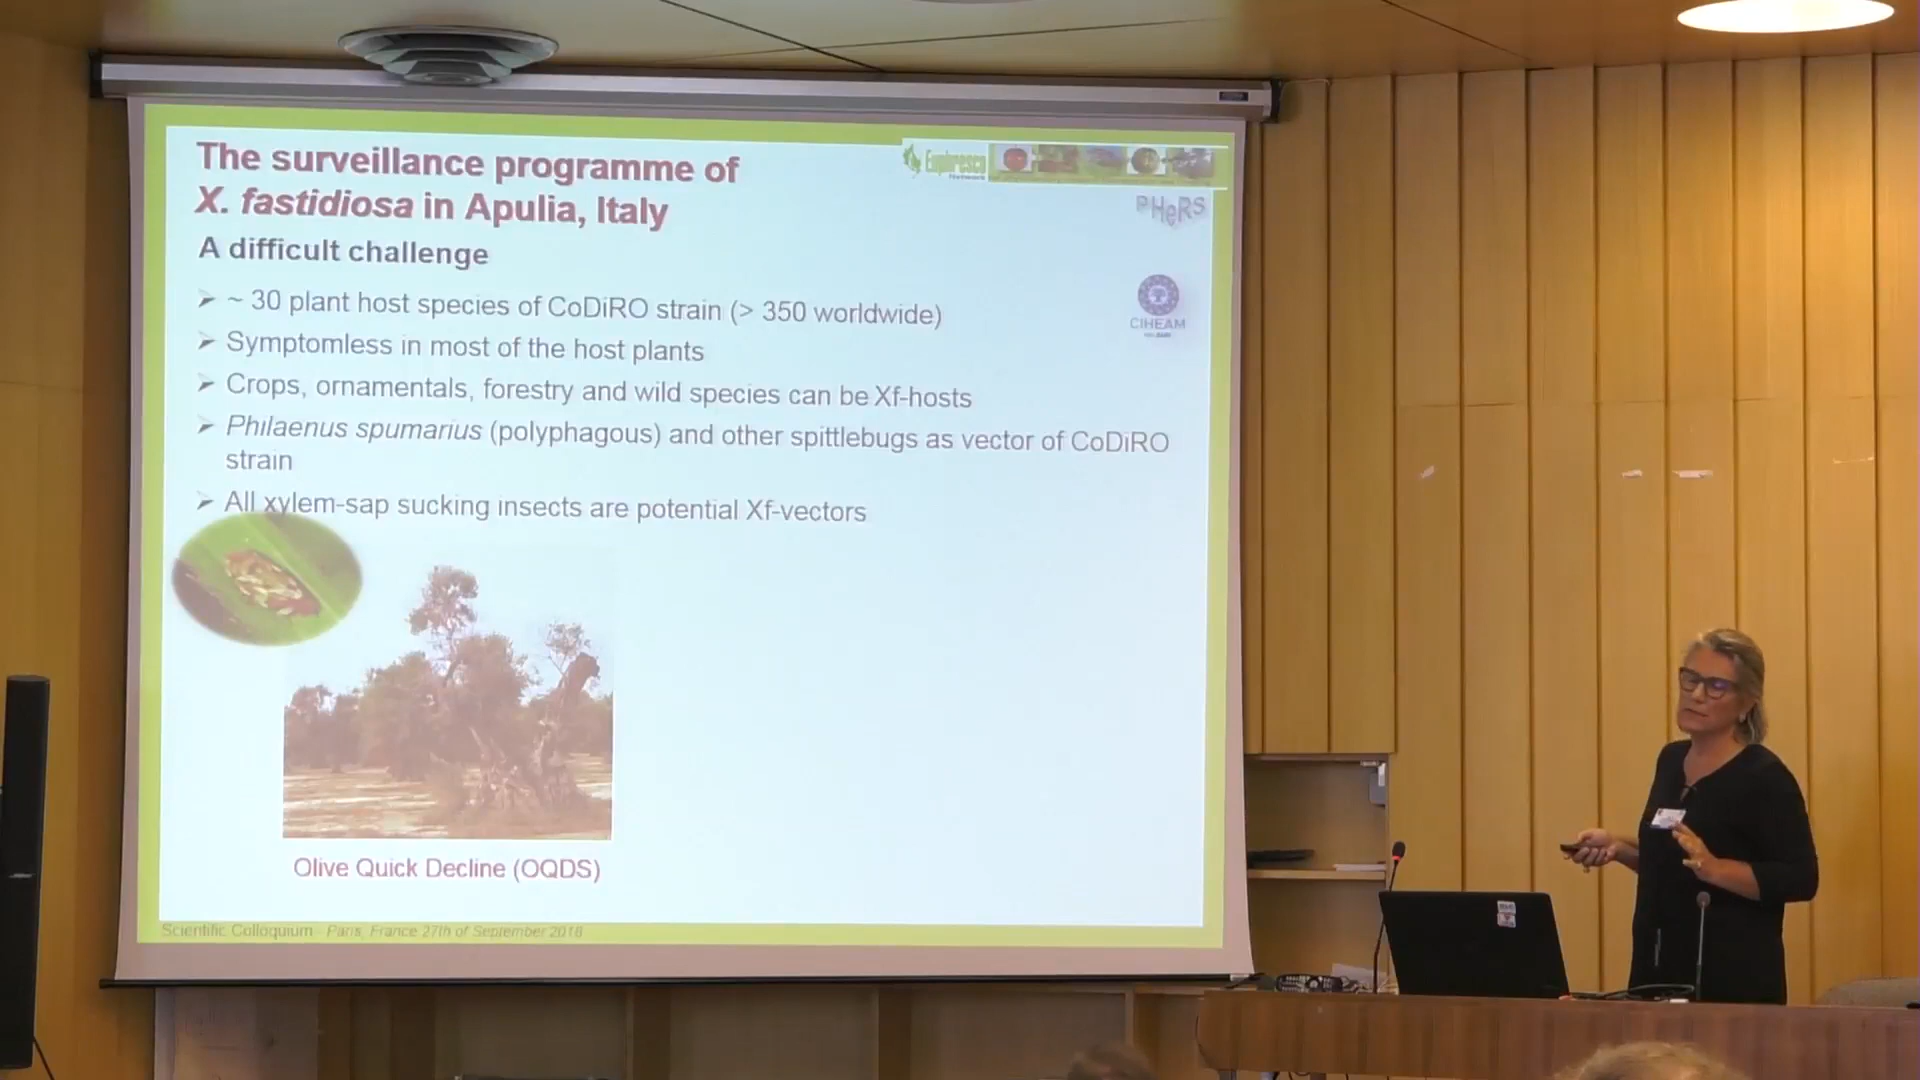 The surveillance programme of
X. fastidiosa in Apulia, Italy
A difficult challenge
Euphresco
PHeRS
CIHEAM
➢ ~ 30 plant host species of CoDiRO strain (> 350 worldwide)
➢ Symptomless in most of the host plants
➢ Crops, ornamentals, forestry and wild species can be Xf-hosts
➢ Philaenus spumarius (polyphagous) and other spittlebugs as vector of CoDiRO
strain
➢ All xylem-sap sucking insects are potential Xf-vectors
Olive Quick Decline (OQDS)
Scientific Colloquium - Paris, France 27th of September 2018